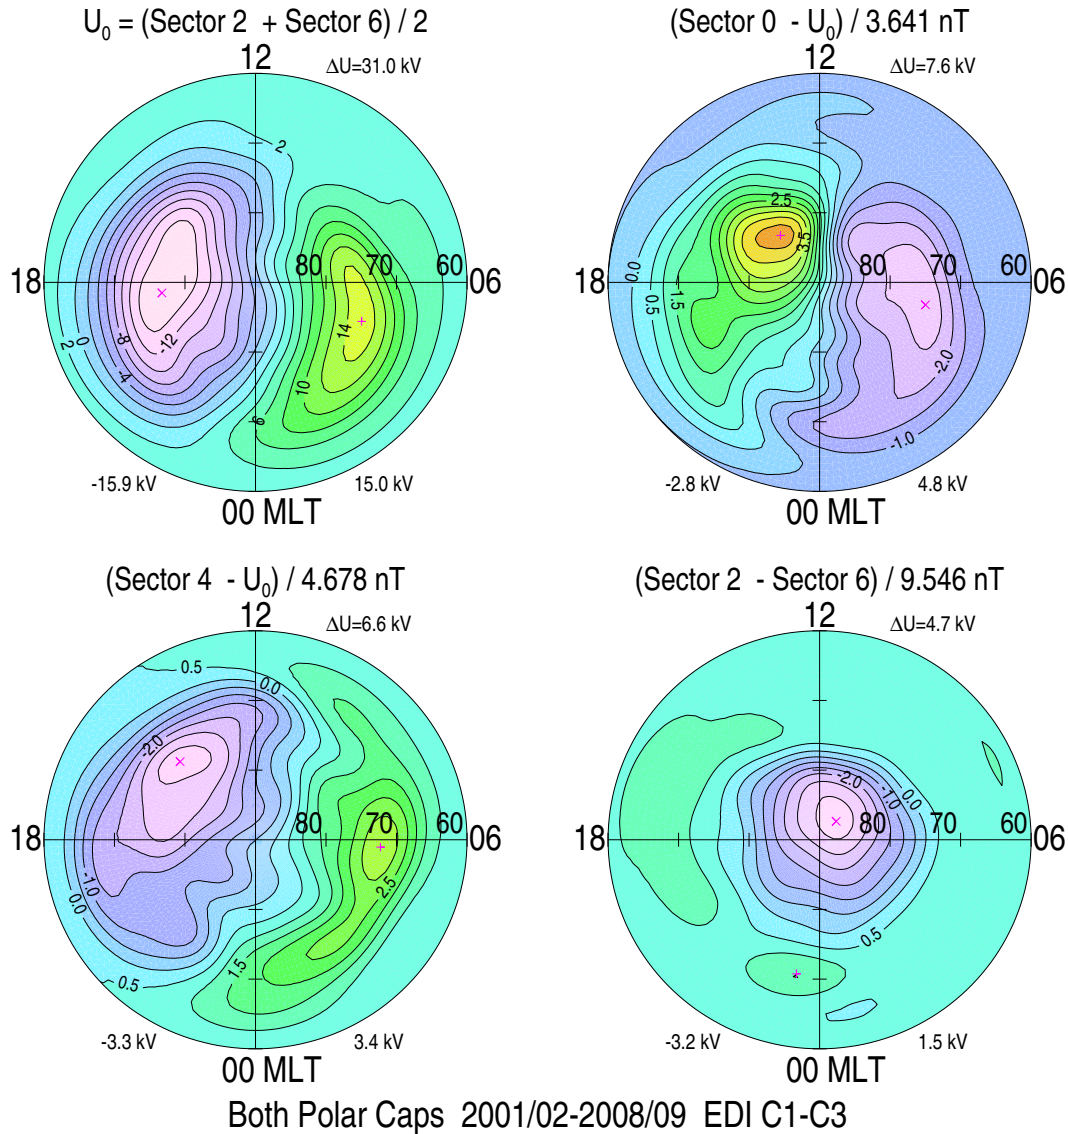 U₀ = (Sector 2 + Sector 6) / 2
12
ΔU=31.0 kV
2
18
80
70
60
06
2
0
-8
-12
-4
14
10
6
-15.9 kV
15.0 kV
00 MLT
(Sector 0 - U₀) / 3.641 nT
12
ΔU=7.6 kV
2.5
3.5
18
80
70
60
06
0.0
0.5
1.5
-2.0
-1.0
-2.8 kV
4.8 kV
00 MLT
(Sector 4 - U₀) / 4.678 nT
12
ΔU=6.6 kV
0.5
0.0
-2.0
18
80
70
60
06
-1.0
0.0
2.5
0.5
1.5
-3.3 kV
3.4 kV
00 MLT
(Sector 2 - Sector 6) / 9.546 nT
12
ΔU=4.7 kV
-2.0
-1.0
0.0
18
80
70
60
06
0.5
-3.2 kV
1.5 kV
00 MLT
Both Polar Caps 2001/02-2008/09 EDI C1-C3